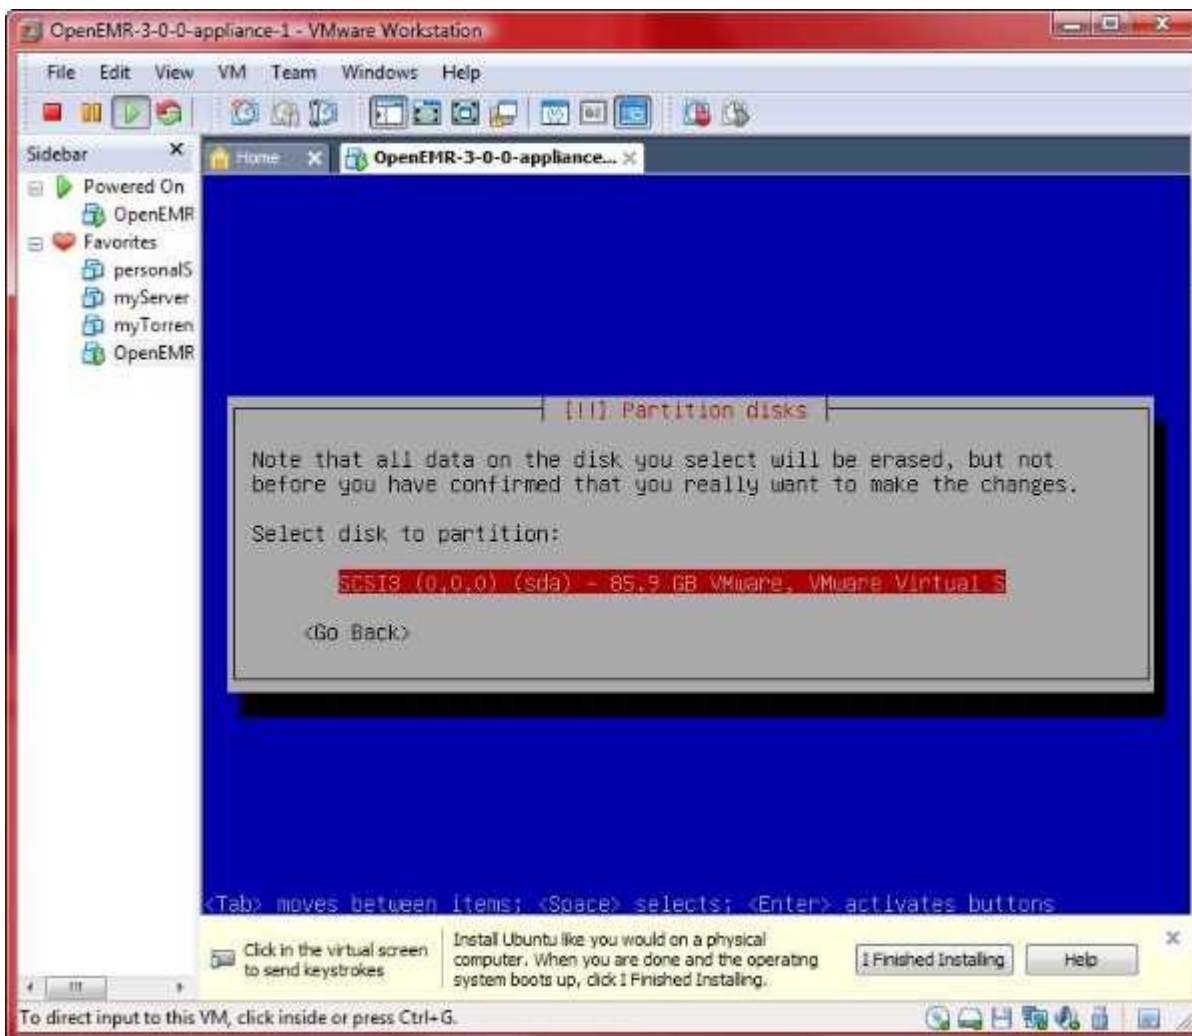 OpenEMR-3-0-0-appliance-1 - VMware Workstation
File Edit View VM Team Windows Help
Sidebar
Home
OpenEMR-3-0-0-appliance...
Powered On
OpenEMR
Favorites
personalS
myServer
myTorren
OpenEMR
[!!] Partition disks
Note that all data on the disk you select will be erased, but not
before you have confirmed that you really want to make the changes.
Select disk to partition:
SCSI3 (0,0,0) (sda) - 85.9 GB VMware, VMware Virtual S
<Go Back>
<Tab> moves between items; <Space> selects; <Enter> activates buttons
Click in the virtual screen
to send keystrokes
Install Ubuntu like you would on a physical
computer. When you are done and the operating
system boots up, click I Finished Installing.
I Finished Installing
Help
To direct input to this VM, click inside or press Ctrl+G.